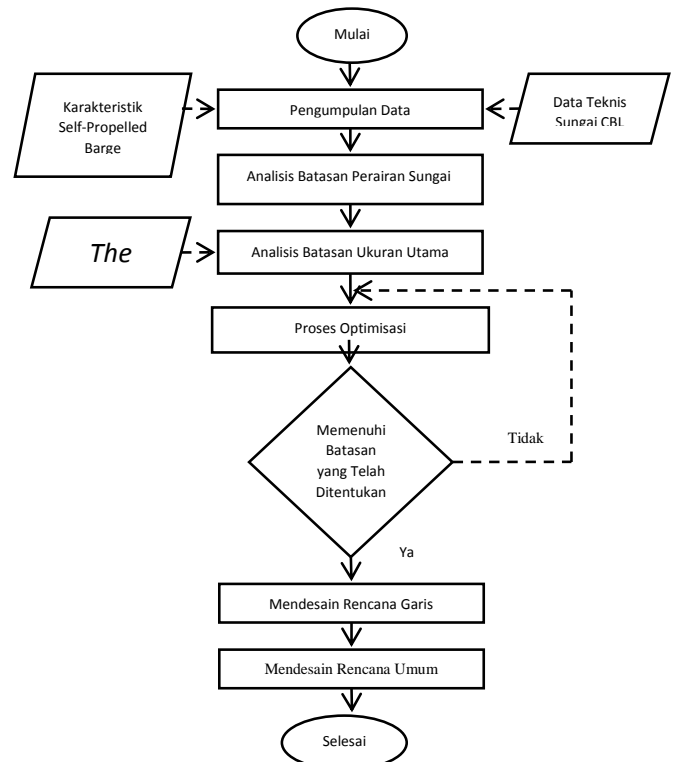 Mulai
Karakteristik
Self-Propelled
Barge
Pengumpulan Data
Data Teknis
Sungai CBL
Analisis Batasan Perairan Sungai
The
Analisis Batasan Ukuran Utama
Proses Optimisasi
Memenuhi
Batasan
yang Telah
Ditentukan
Tidak
Ya
Mendesain Rencana Garis
Mendesain Rencana Umum
Selesai